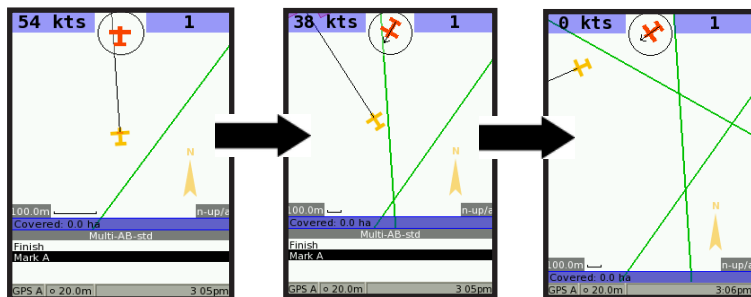 54 kts 1
N
100.0m n-up/a
Covered: 0.0 ha
Multi-AB-std
Finish
Mark A
GPS A 20.0m 3 05pm
38 kts 1
N
100.0m n-up/a
Covered: 0.0 ha
Multi-AB-std
Finish
Mark A
GPS A 20.0m 3 05pm
0 kts 1
N
100.0m n-up/a
Covered: 0.0 ha
GPS A 20.0m 3:06pm